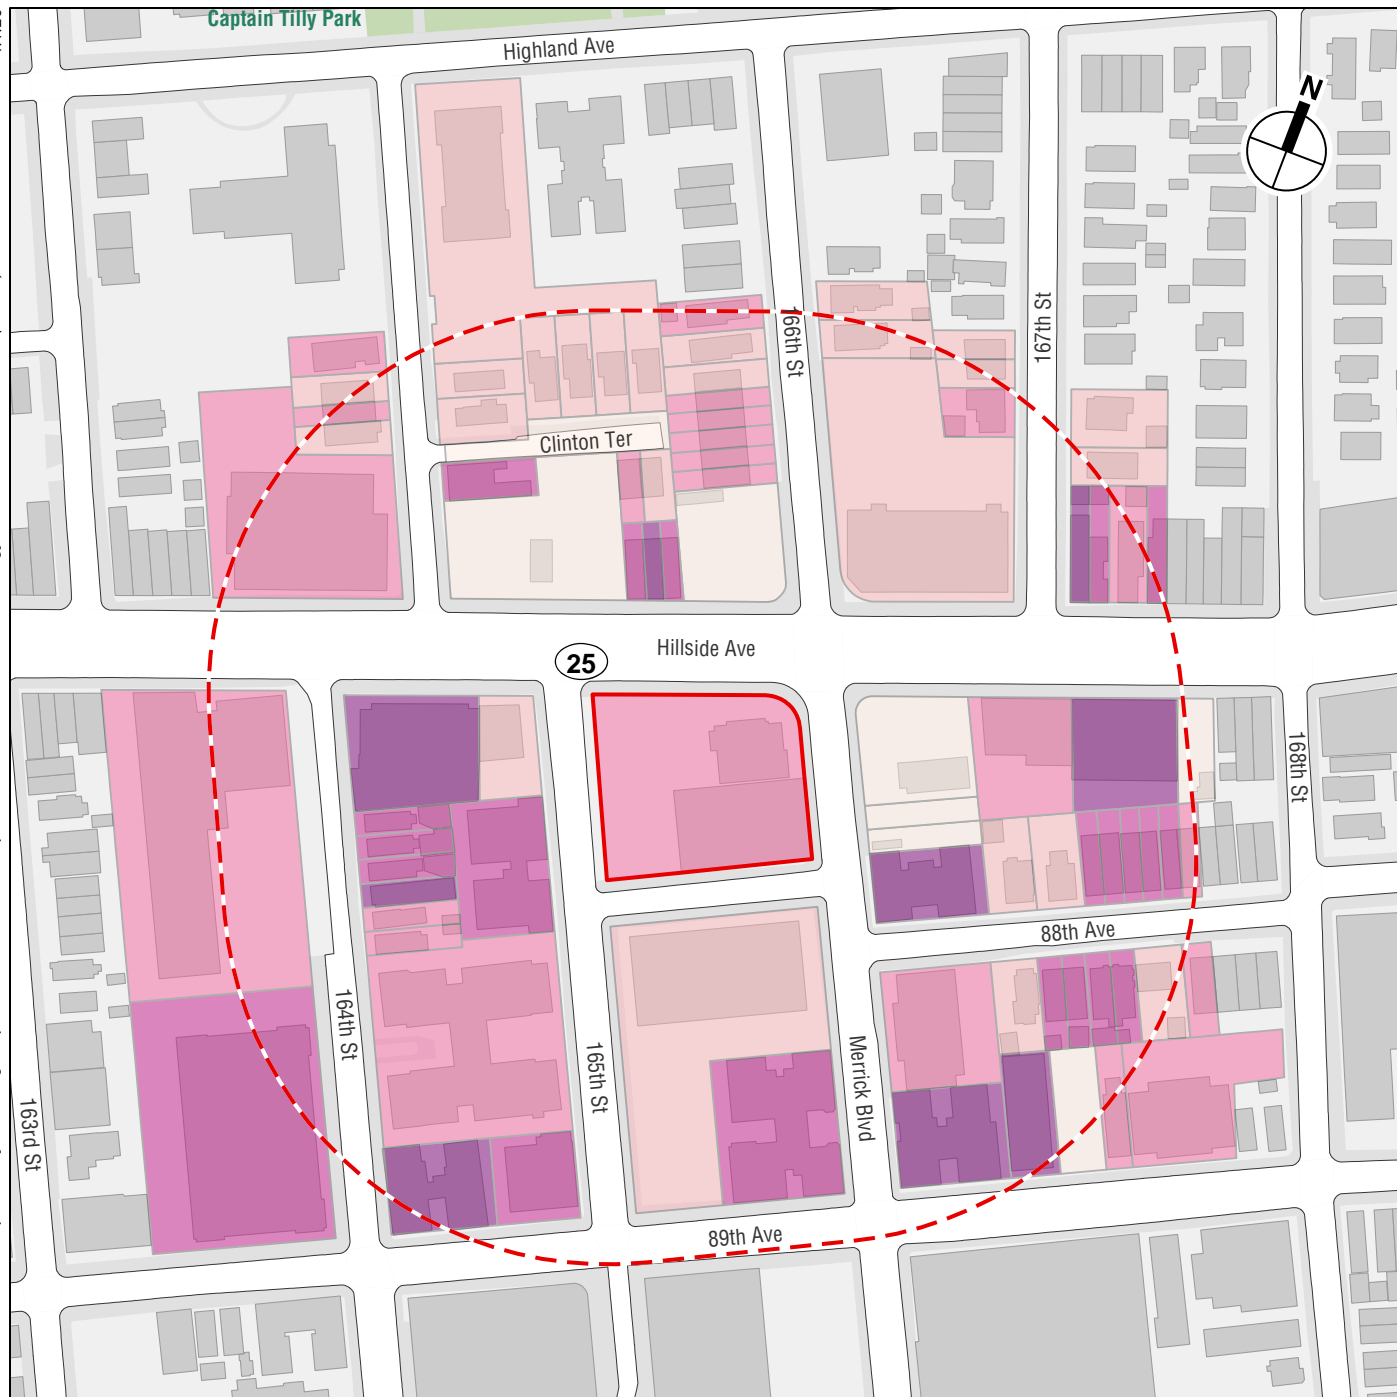 Captain Tilly Park
Highland Ave
N
166th St
167th St
Clinton Ter
Hillside Ave
25
168th St
88th Ave
164th St
165th St
Merrick Blvd
163rd St
89th Ave